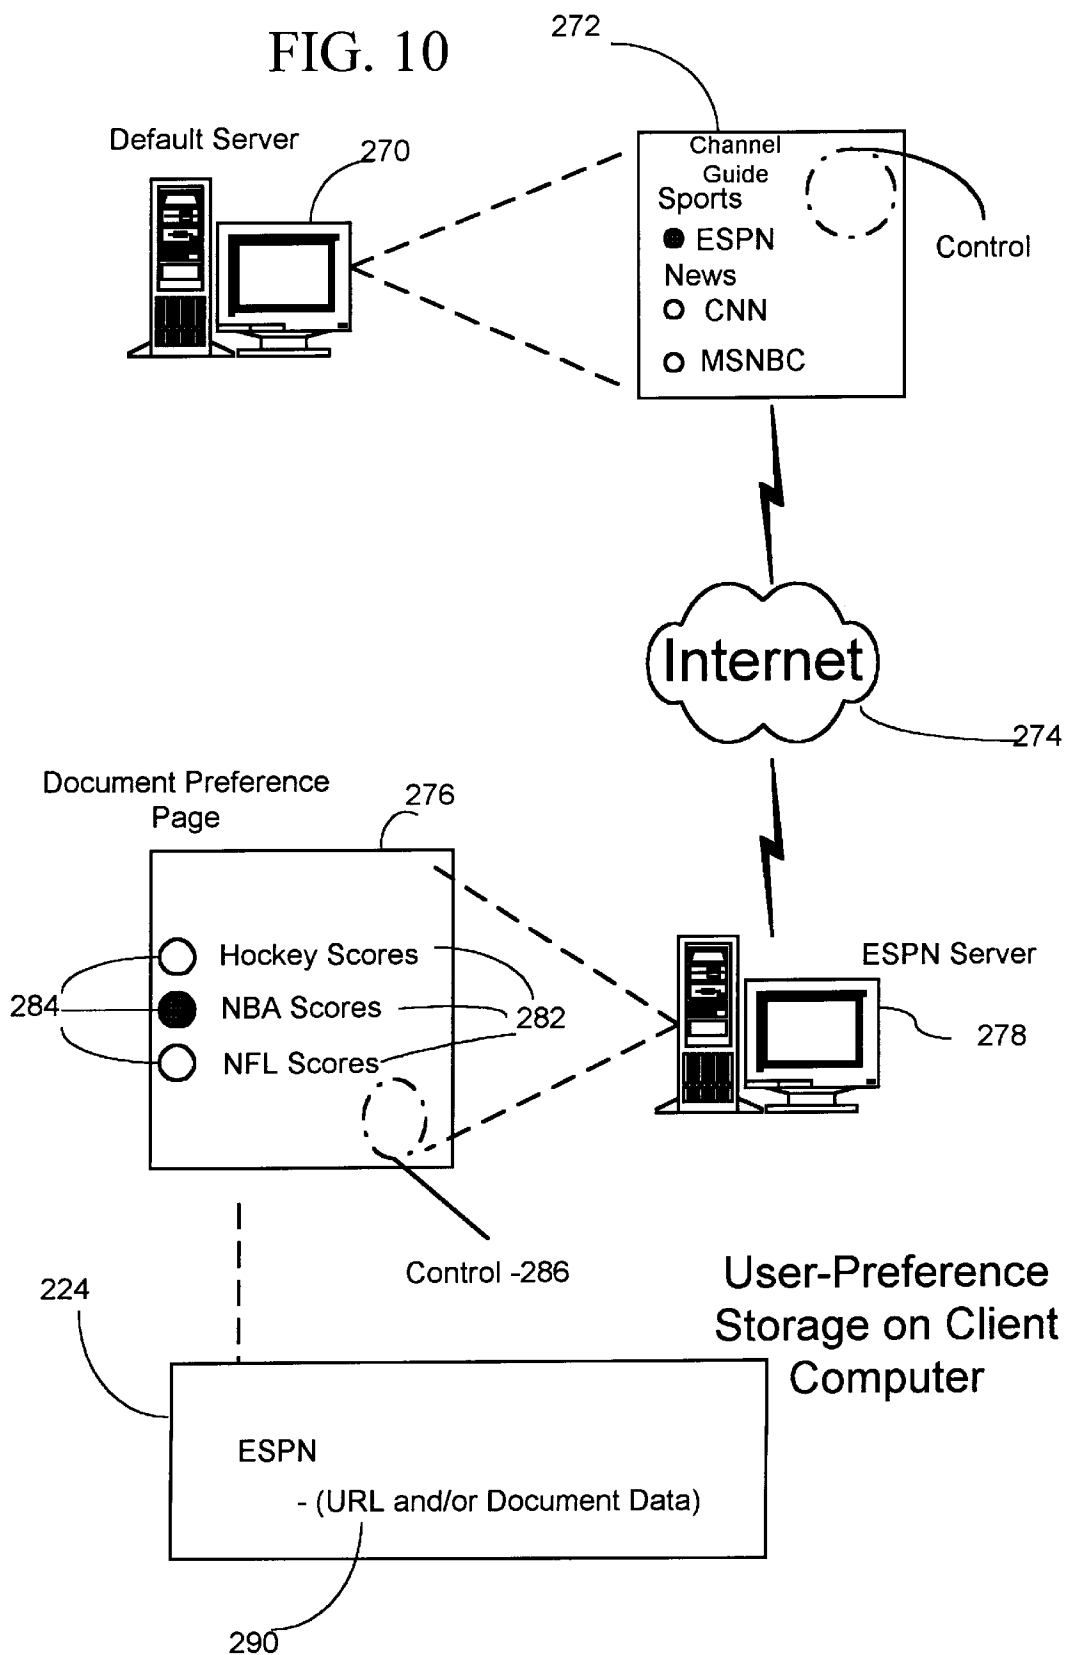 FIG. 10
272
Default Server
270
Channel
Guide
Sports
ESPN
News
CNN
MSNBC
Control
Internet
274
Document Preference
Page
276
Hockey Scores
NBA Scores
NFL Scores
284
282
ESPN Server
278
Control -286
User-Preference
Storage on Client
Computer
224
ESPN
- (URL and/or Document Data)
290